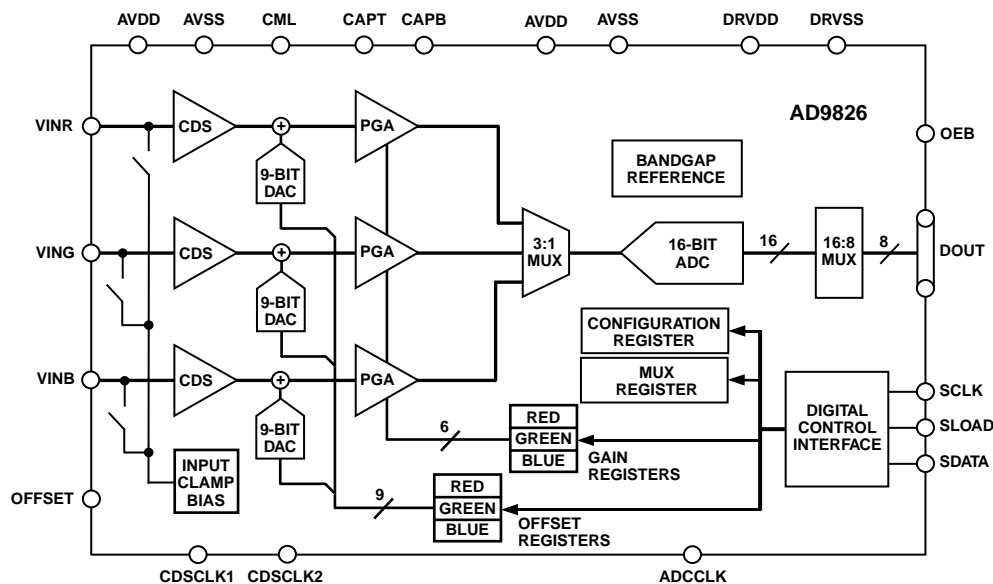 AVDD AVSS CML CAPT CAPB AVDD AVSS DRVDD DRVSS
AD9826
VINR
CDS
+
PGA
OEB
9-BIT
DAC
BANDGAP
REFERENCE
VING
CDS
+
PGA
3:1
MUX
16-BIT
ADC
16
16:8
MUX
8
DOUT
9-BIT
DAC
CONFIGURATION
REGISTER
VINB
CDS
+
PGA
MUX
REGISTER
DIGITAL
CONTROL
INTERFACE
SCLK
SLOAD
SDATA
9-BIT
DAC
6
RED
GREEN
BLUE
GAIN
REGISTERS
INPUT
CLAMP
BIAS
OFFSET
9
RED
GREEN
BLUE
OFFSET
REGISTERS
CDSCLK1 CDSCLK2 ADCCLK